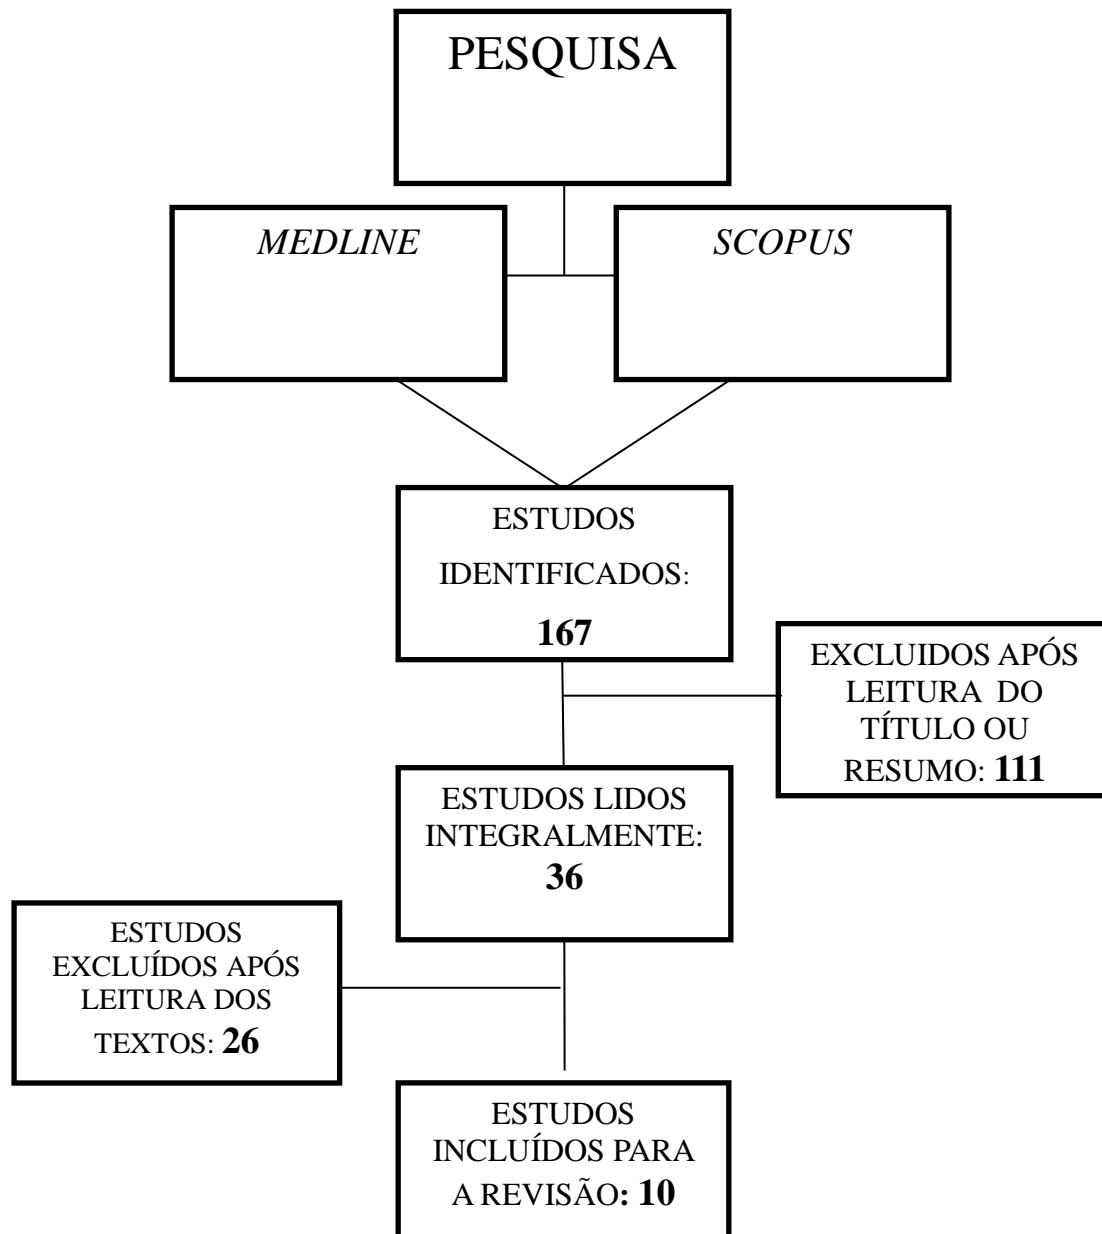 PESQUISA
MEDLINE
SCOPUS
ESTUDOS
IDENTIFICADOS:
167
EXCLUIDOS APÓS
LEITURA DO
TÍTULO OU
RESUMO: 111
ESTUDOS LIDOS
INTEGRALMENTE:
36
ESTUDOS
EXCLUÍDOS APÓS
LEITURA DOS
TEXTOS: 26
ESTUDOS
INCLUÍDOS PARA
A REVISÃO: 10